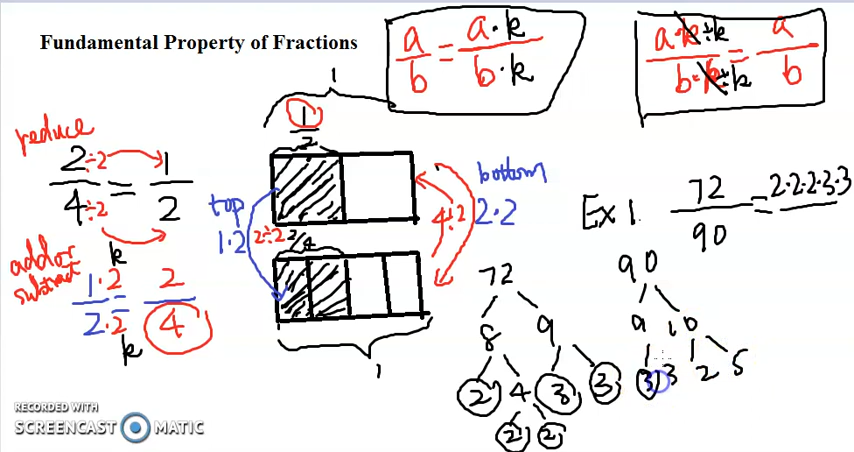 Fundamental Property of Fractions
a/b = a·k/b·k
a·k÷k/b·k÷k = a/b
1
1/2
reduce
2÷2/4÷2 = 1/2
top
1·2
2÷2
2/4
4÷2
bottom
2·2
Ex 1. 72/90 = 2·2·2·3·3
add or
subtract
k
1·2/2·2 = 2/4
k
1
72
8 9
2 4 3 3
2 2
90
9 10
3 3 2 5
RECORDED WITH
SCREENCAST MATIC